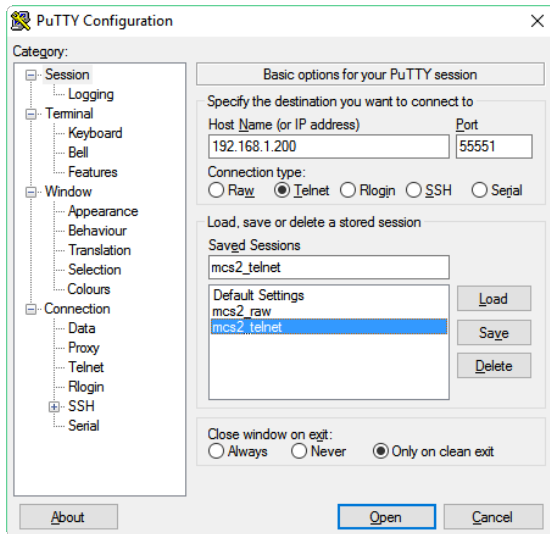 PuTTY Configuration
Category:
Session
Logging
Terminal
Keyboard
Bell
Features
Window
Appearance
Behaviour
Translation
Selection
Colours
Connection
Data
Proxy
Telnet
Rlogin
SSH
Serial
Basic options for your PuTTY session
Specify the destination you want to connect to
Host Name (or IP address) Port
192.168.1.200 55551
Connection type:
Raw Telnet Rlogin SSH Serial
Load, save or delete a stored session
Saved Sessions
mcs2_telnet
Default Settings
mcs2_raw
mcs2_telnet
Load
Save
Delete
Close window on exit:
Always Never Only on clean exit
About Open Cancel